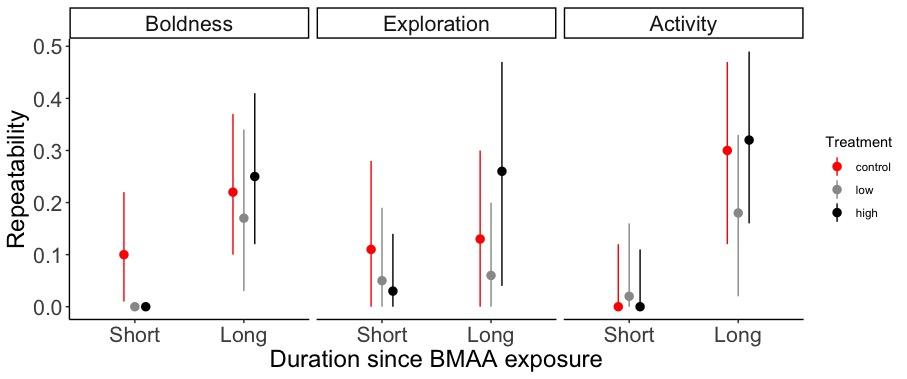 Boldness Exploration Activity
Repeatability
0.5
0.4
0.3
0.2
0.1
0.0
Short Long Short Long Short Long
Duration since BMAA exposure
Treatment
control
low
high